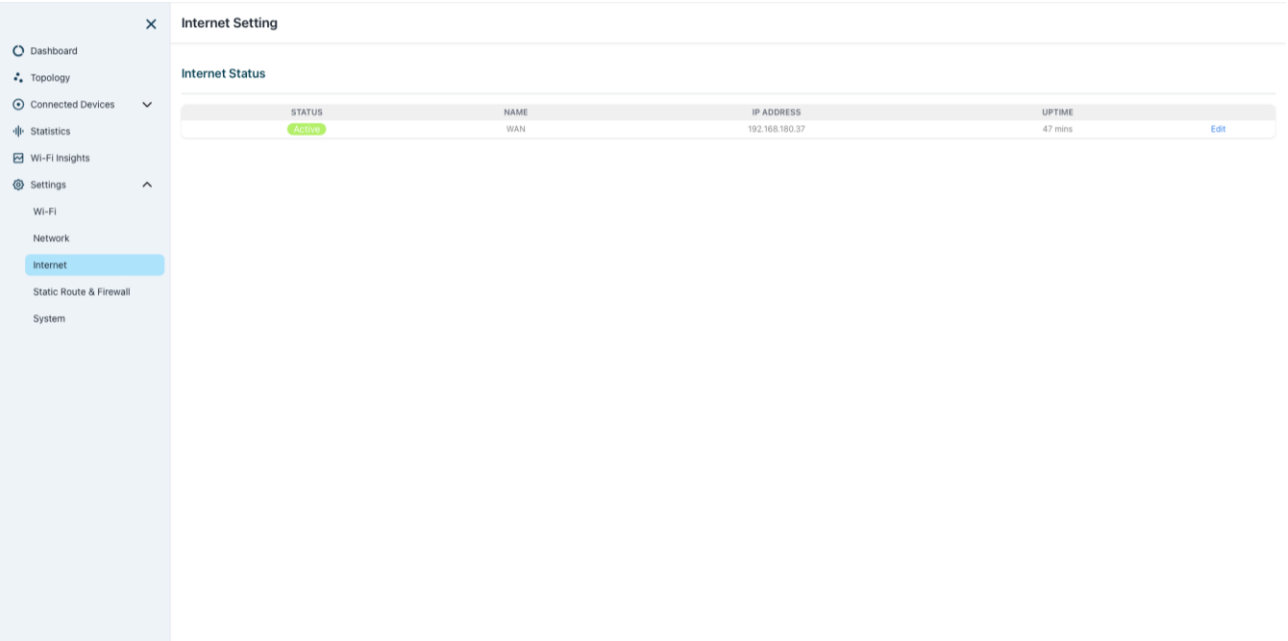 Internet Setting
Dashboard
Topology
Connected Devices
Statistics
Wi-Fi Insights
Settings
Wi-Fi
Network
Internet
Static Route & Firewall
System
Internet Status
STATUS NAME IP ADDRESS UPTIME
Active WAN 192.168.180.37 47 mins Edit